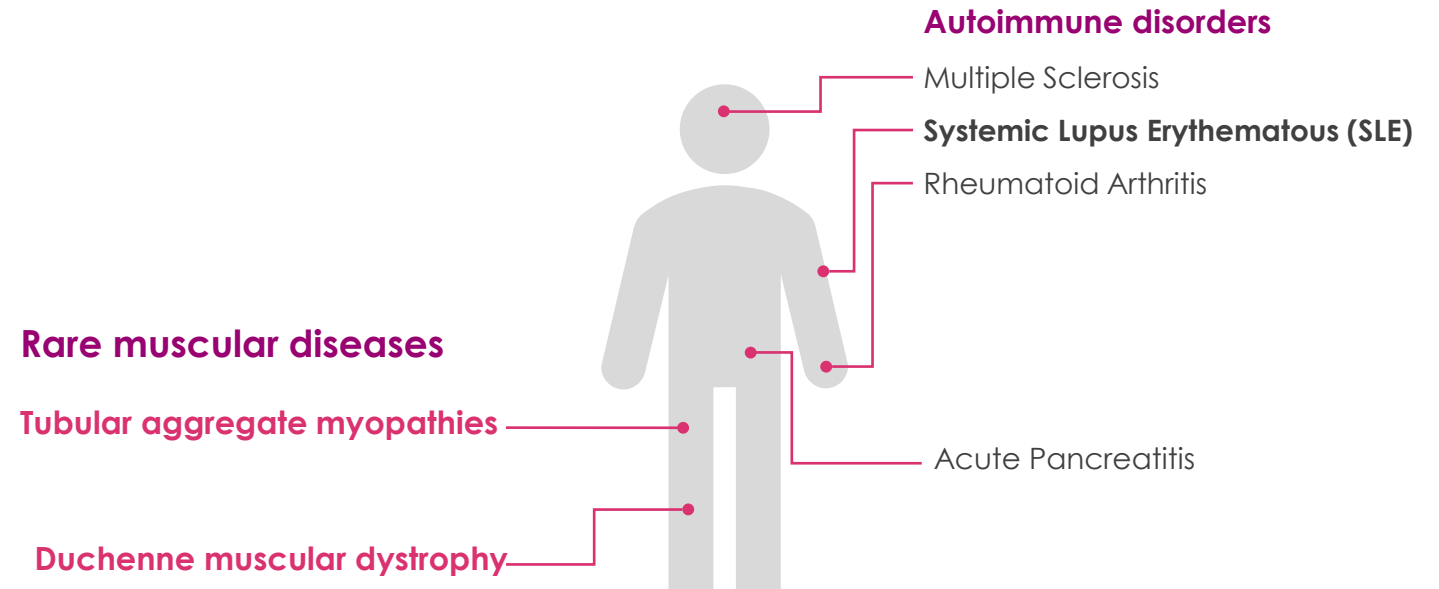 Autoimmune disorders
Multiple Sclerosis
Systemic Lupus Erythematous (SLE)
Rheumatoid Arthritis
Rare muscular diseases
Tubular aggregate myopathies
Acute Pancreatitis
Duchenne muscular dystrophy